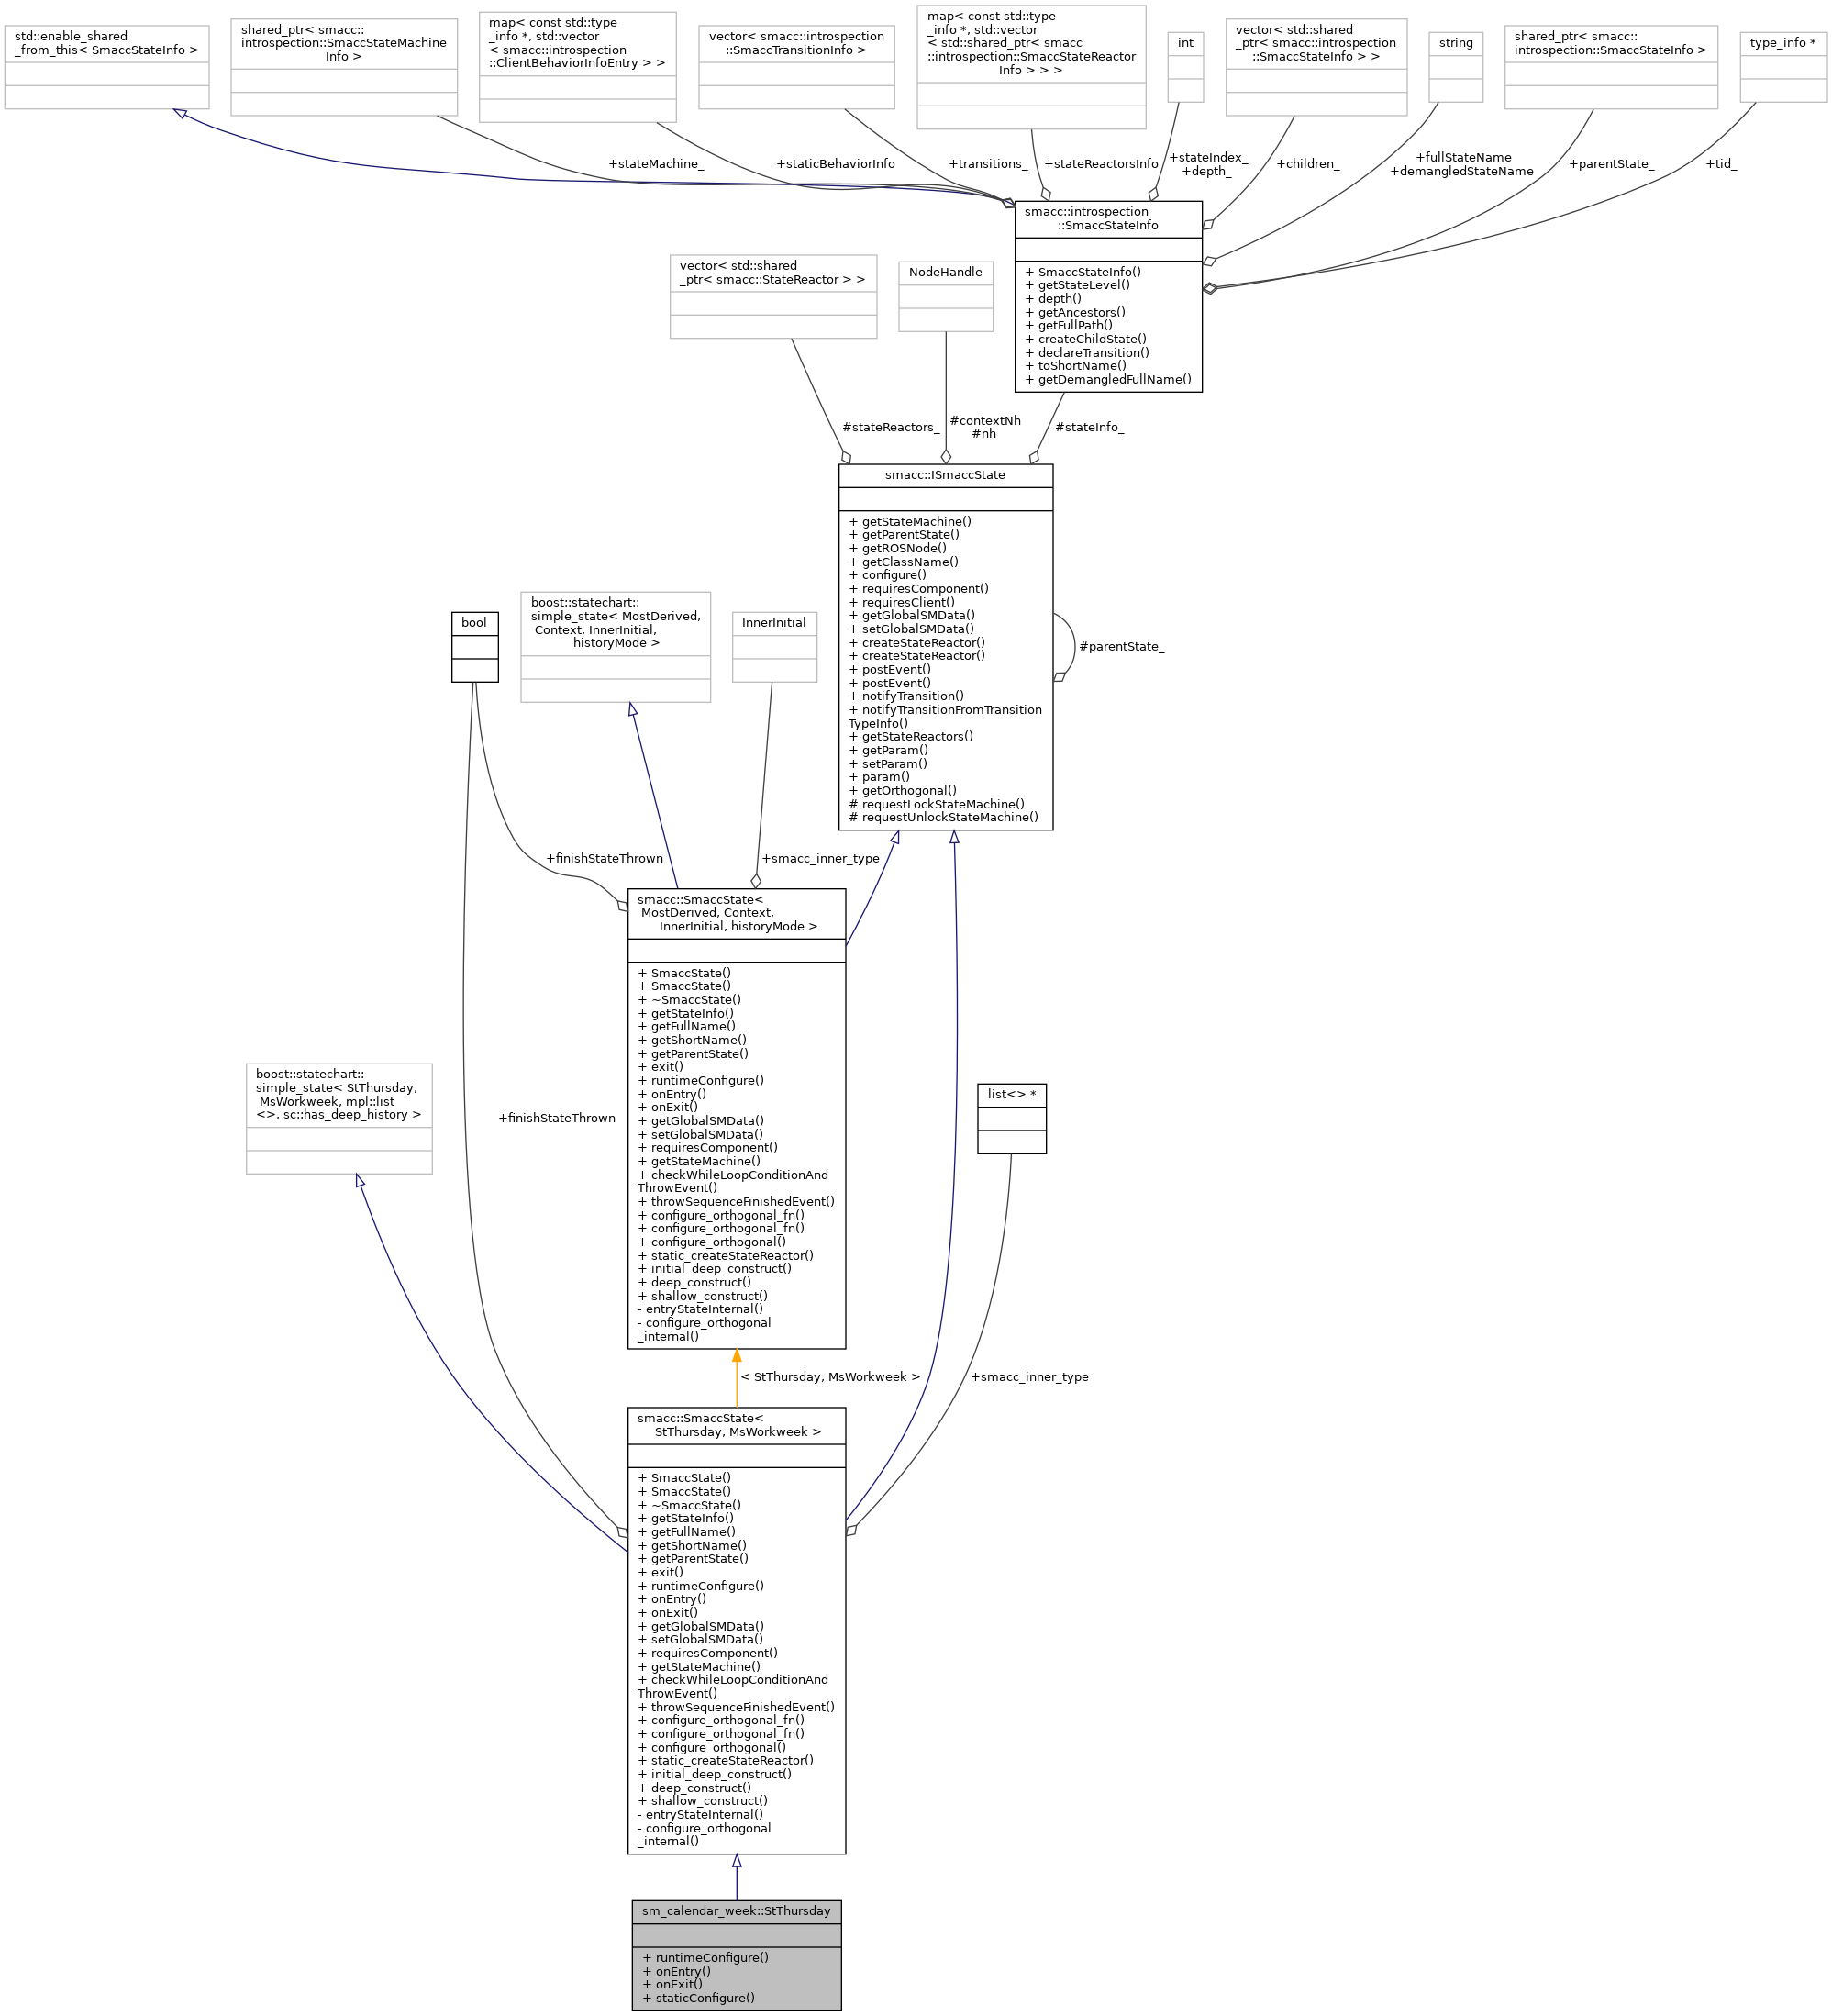 std::enable_shared
_from_this< SmaccStateInfo >
shared_ptr< smacc::
introspection::SmaccStateMachine
Info >
map< const std::type
_info *, std::vector
< smacc::introspection
::ClientBehaviorInfoEntry > >
vector< smacc::introspection
::SmaccTransitionInfo >
map< const std::type
_info *, std::vector
< std::shared_ptr< smacc
::introspection::SmaccStateReactor
Info > > >
int
vector< std::shared
_ptr< smacc::introspection
::SmaccStateInfo > >
string
shared_ptr< smacc::
introspection::SmaccStateInfo >
type_info *
+stateMachine_
+staticBehaviorInfo
+transitions_
+stateReactorsInfo
+stateIndex_
+depth_
+children_
+fullStateName
+demangledStateName
+parentState_
+tid_
smacc::introspection
::SmaccStateInfo
+ SmaccStateInfo()
+ getStateLevel()
+ depth()
+ getAncestors()
+ getFullPath()
+ createChildState()
+ declareTransition()
+ toShortName()
+ getDemangledFullName()
vector< std::shared
_ptr< smacc::StateReactor > >
NodeHandle
#stateReactors_
#contextNh
#nh
#stateInfo_
smacc::ISmaccState
+ getStateMachine()
+ getParentState()
+ getROSNode()
+ getClassName()
+ configure()
+ requiresComponent()
+ requiresClient()
+ getGlobalSMData()
+ setGlobalSMData()
+ createStateReactor()
+ createStateReactor()
+ postEvent()
+ postEvent()
+ notifyTransition()
+ notifyTransitionFromTransition
TypeInfo()
+ getStateReactors()
+ getParam()
+ setParam()
+ param()
+ getOrthogonal()
# requestLockStateMachine()
# requestUnlockStateMachine()
#parentState_
bool
boost::statechart::
simple_state< MostDerived,
Context, InnerInitial,
historyMode >
InnerInitial
+finishStateThrown
+smacc_inner_type
smacc::SmaccState<
MostDerived, Context,
InnerInitial, historyMode >
+ SmaccState()
+ SmaccState()
+ ~SmaccState()
+ getStateInfo()
+ getFullName()
+ getShortName()
+ getParentState()
+ exit()
+ runtimeConfigure()
+ onEntry()
+ onExit()
+ getGlobalSMData()
+ setGlobalSMData()
+ requiresComponent()
+ getStateMachine()
+ checkWhileLoopConditionAnd
ThrowEvent()
+ throwSequenceFinishedEvent()
+ configure_orthogonal_fn()
+ configure_orthogonal_fn()
+ configure_orthogonal()
+ static_createStateReactor()
+ initial_deep_construct()
+ deep_construct()
+ shallow_construct()
- entryStateInternal()
- configure_orthogonal
_internal()
boost::statechart::
simple_state< StThursday,
MsWorkweek, mpl::list
<>, sc::has_deep_history >
+finishStateThrown
list<> *
< StThursday, MsWorkweek >
+smacc_inner_type
smacc::SmaccState<
StThursday, MsWorkweek >
+ SmaccState()
+ SmaccState()
+ ~SmaccState()
+ getStateInfo()
+ getFullName()
+ getShortName()
+ getParentState()
+ exit()
+ runtimeConfigure()
+ onEntry()
+ onExit()
+ getGlobalSMData()
+ setGlobalSMData()
+ requiresComponent()
+ getStateMachine()
+ checkWhileLoopConditionAnd
ThrowEvent()
+ throwSequenceFinishedEvent()
+ configure_orthogonal_fn()
+ configure_orthogonal_fn()
+ configure_orthogonal()
+ static_createStateReactor()
+ initial_deep_construct()
+ deep_construct()
+ shallow_construct()
- entryStateInternal()
- configure_orthogonal
_internal()
sm_calendar_week::StThursday
+ runtimeConfigure()
+ onEntry()
+ onExit()
+ staticConfigure()